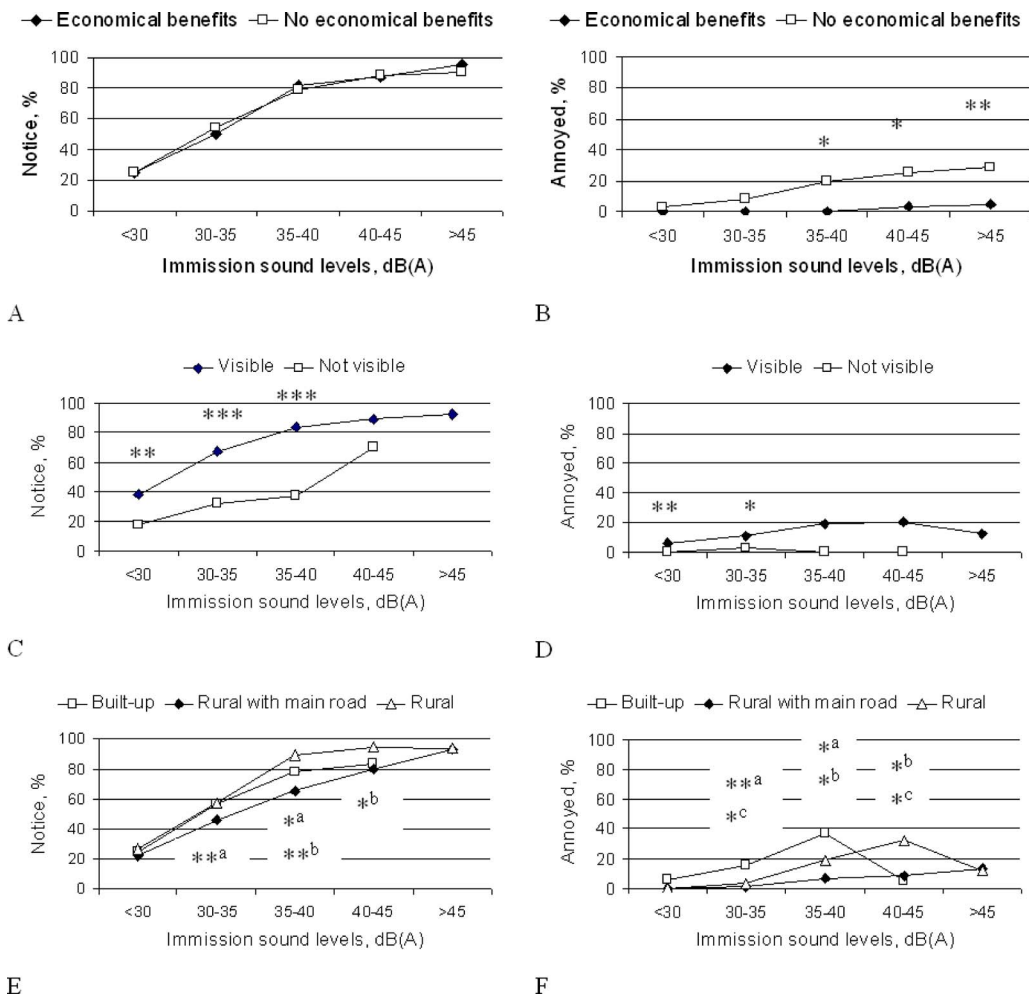 Economical benefits No economical benefits
100
80
60
40
20
0
Notice, %
<30 30-35 35-40 40-45 >45
Immission sound levels, dB(A)
A
Economical benefits No economical benefits
100
80
60
40
20
0
Annoyed, %
* * **
<30 30-35 35-40 40-45 >45
Immission sound levels, dB(A)
B
Visible Not visible
100
80
60
40
20
0
Notice, %
** *** ***
<30 30-35 35-40 40-45 >45
Immission sound levels, dB(A)
C
Visible Not visible
100
80
60
40
20
0
Annoyed, %
** *
<30 30-35 35-40 40-45 >45
Immission sound levels, dB(A)
D
Built-up Rural with main road Rural
100
80
60
40
20
0
Notice, %
*b
*a
**a **b
<30 30-35 35-40 40-45 >45
Immission sound levels, dB(A)
E
Built-up Rural with main road Rural
100
80
60
40
20
0
Annoyed, %
*a
*b
**a *b
*c *c
<30 30-35 35-40 40-45 >45
Immission sound levels, dB(A)
F